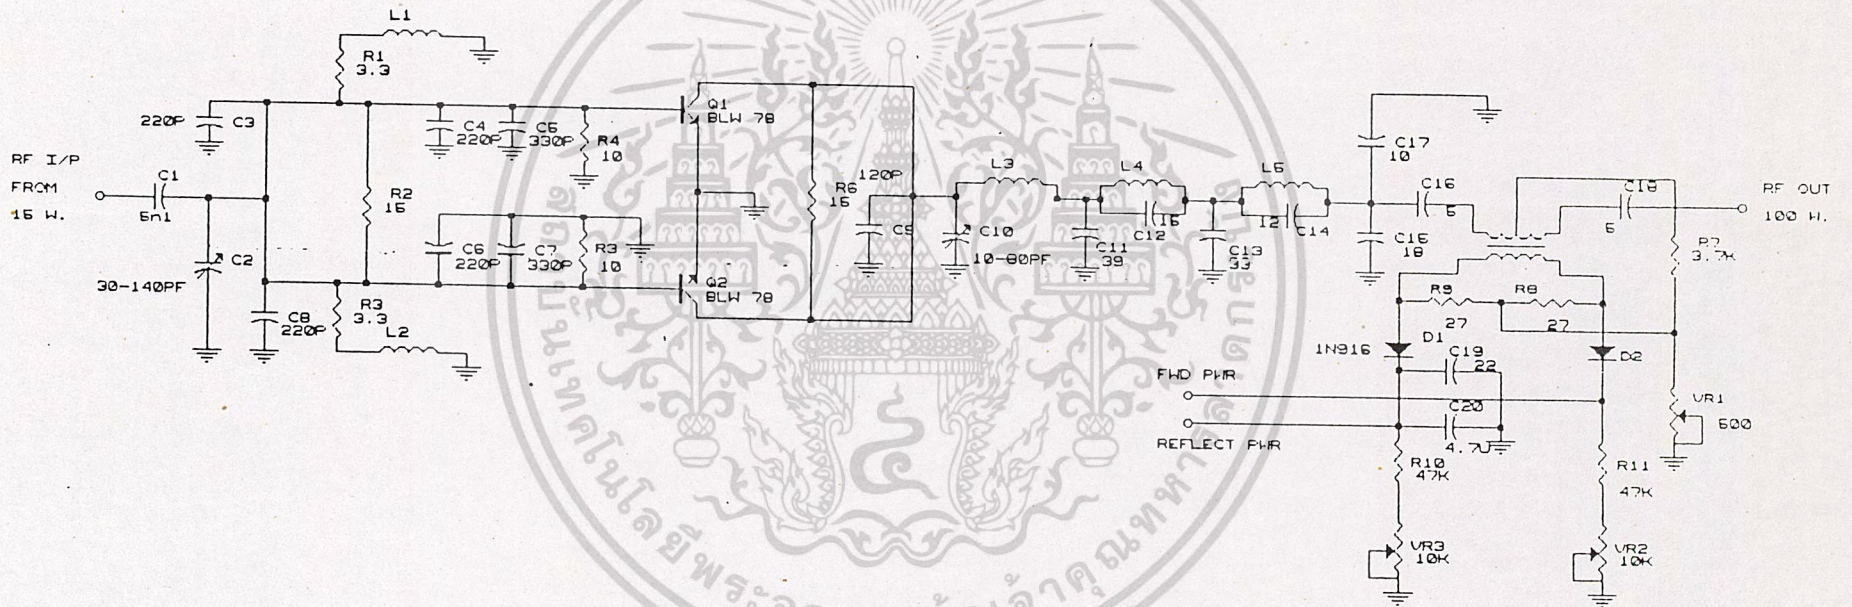 L1
R1
3.3
220P
C3
C4
220P
C5
330P
R4
10
Q1
BLW 78
RF I/P
FROM
15 W.
C1
5n1
R2
15
R6
15
120P
C9
L3
L4
L5
C17
10
C16
5
C18
5
RF OUT
100 W.
C2
30-140PF
C6
220P
C7
330P
R3
10
Q2
BLW 78
C10
10-80PF
C11
39
15
C12
C13
33
12
C14
C16
18
R7
3.7K
C8
220P
R3
3.3
L2
R9
27
R8
27
1N916
D1
D2
C19
22
FWD PWR
C20
4.7U
REFLECT PWR
VR1
500
R10
47K
R11
47K
VR3
10K
VR2
10K